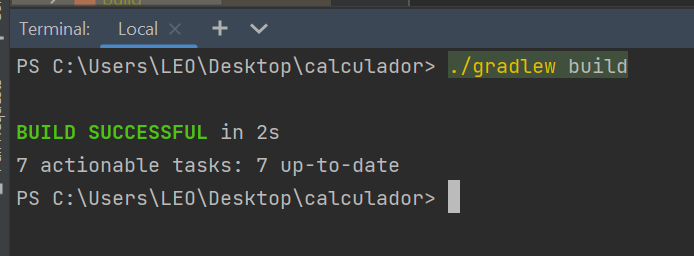 build
Terminal: Local
PS C:\Users\LEO\Desktop\calculador> ./gradlew build
BUILD SUCCESSFUL in 2s
7 actionable tasks: 7 up-to-date
PS C:\Users\LEO\Desktop\calculador>